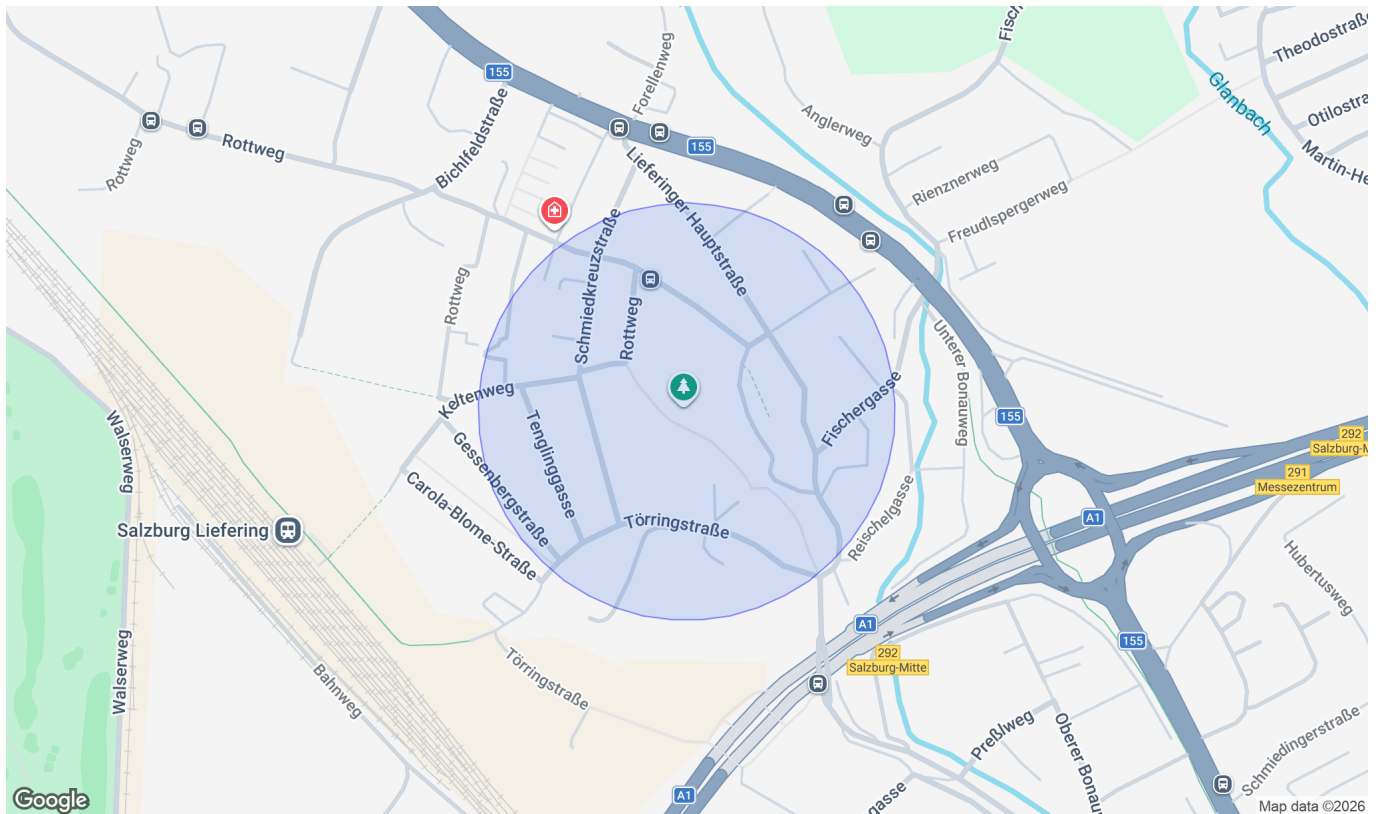 Fisch
Theodostraße
155
Forellenweg
Glanbach
Bichlfeldstraße
Anglerweg
Otilostra
Rottweg
155
Martin-He
Rottweg
Lieferinger Hauptstraße
Rienznerweg
Freudlspergerweg
Schmiedkreuzstraße
Rottweg
Rottweg
Unterer Bonauweg
Keltenweg
Fischergasse
155
Walserweg
Tenglinggasse
Gessenbergstraße
292
Salzburg-M
291
Messezentrum
Carola-Blome-Straße
A1
Salzburg Liefering
Törringstraße
Reischelgasse
Hubertusweg
A1
155
292
Salzburg-Mitte
Walserweg
Törringstraße
Bahnweg
Preßlweg
Oberer Bonau
Schmiedingerstraße
A1
gasse
Google
Map data ©2026